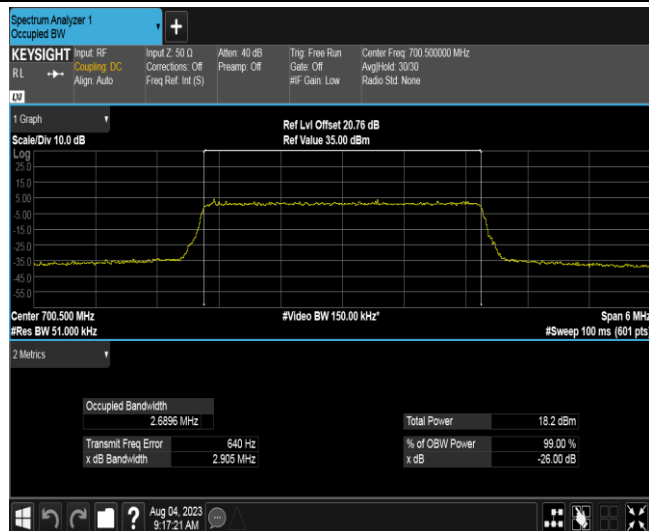 Spectrum Analyzer 1
Occupied BW
KEYSIGHT
RL
Input: RF
Coupling: DC
Align: Auto
Input Z: 50 Ω
Corrections: Off
Freq Ref: Int (S)
Atten: 40 dB
Preamp: Off
Trig: Free Run
Gate: Off
#IF Gain: Low
Center Freq: 700.500000 MHz
Avg|Hold: 30/30
Radio Std: None
1 Graph
Scale/Div 10.0 dB
Ref Lvl Offset 20.76 dB
Ref Value 35.00 dBm
Log
25.0
15.0
5.00
-5.00
-15.0
-25.0
-35.0
-45.0
-55.0
Center 700.500 MHz
#Res BW 51.000 kHz
#Video BW 150.00 kHz*
Span 6 MHz
#Sweep 100 ms (601 pts)
2 Metrics
Occupied Bandwidth
2.6896 MHz
Transmit Freq Error 640 Hz
x dB Bandwidth 2.905 MHz
Total Power 18.2 dBm
% of OBW Power 99.00 %
x dB -26.00 dB
Aug 04, 2023
9:17:21 AM